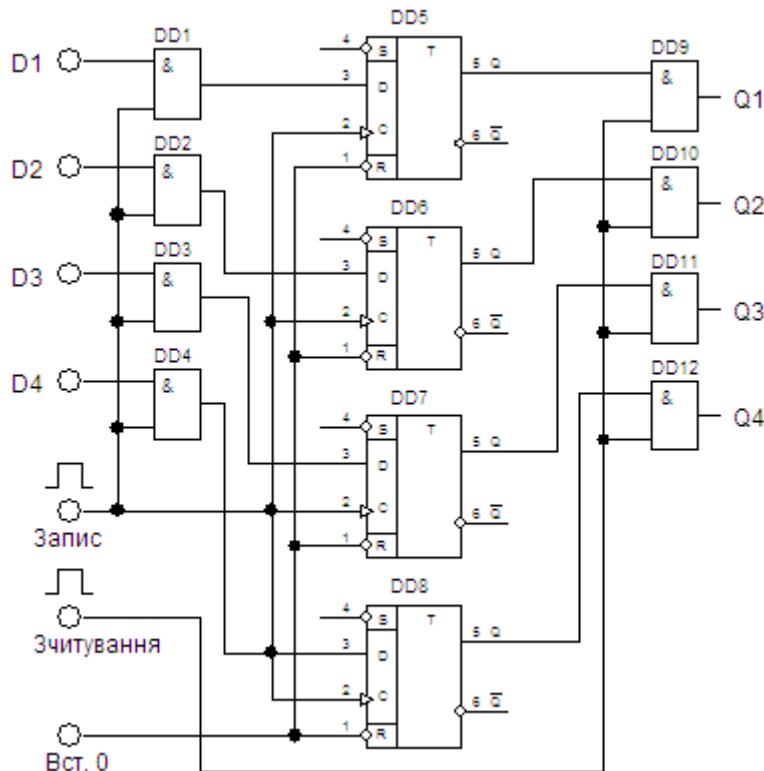 DD5
DD1
DD9
D1
&
4
S
T
3
D
5 Q
&
Q1
2
C
6 Q̅
1
R
DD2
DD10
D2
&
&
Q2
DD6
4
S
T
5 Q
3
D
2
C
6 Q̅
1
R
DD3
DD11
D3
&
&
Q3
DD4
DD12
D4
&
&
Q4
DD7
4
S
T
5 Q
3
D
2
C
6 Q̅
1
R
Запис
DD8
4
S
T
5 Q
3
D
2
C
6 Q̅
1
R
Зчитування
Вст. 0